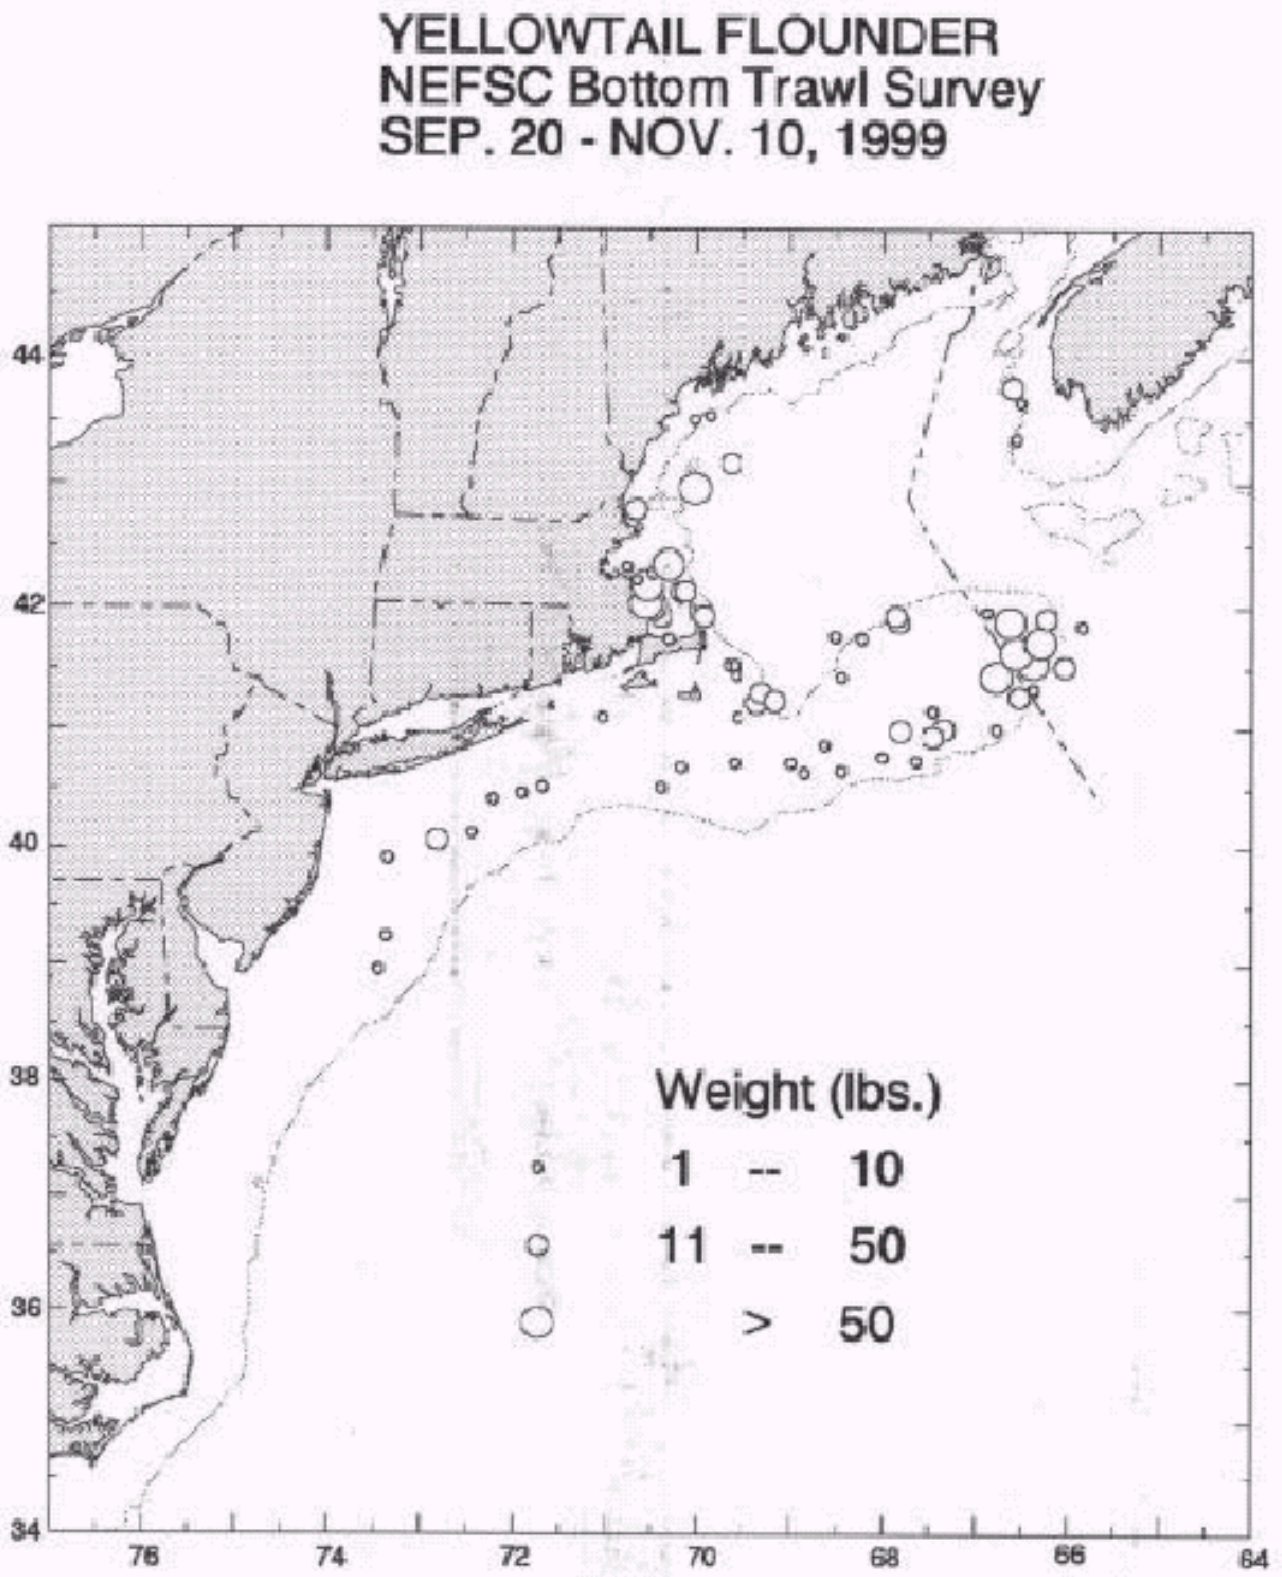 YELLOWTAIL FLOUNDER
NEFSC Bottom Trawl Survey
SEP. 20 - NOV. 10, 1999
44
42
40
38
36
34
Weight (lbs.)
1 -- 10
11 -- 50
> 50
76 74 72 70 68 66 64